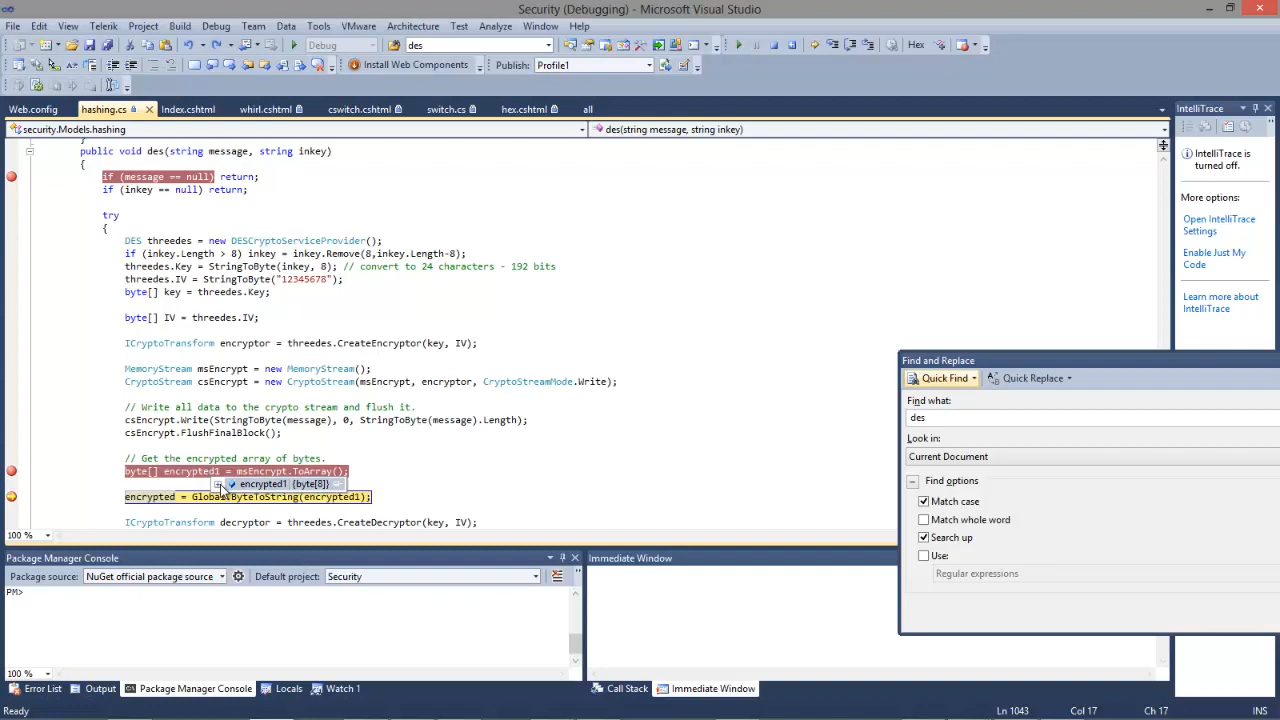 Security (Debugging) - Microsoft Visual Studio
File Edit View Telerik Project Build Debug Team Data Tools VMware Architecture Test Analyze Window Help
Debug des Hex
Install Web Components Publish: Profile1
Web.config hashing.cs Index.cshtml whirl.cshtml cswitch.cshtml switch.cs hex.cshtml all
security.Models.hashing des(string message, string inkey)
public void des(string message, string inkey)
{
if (message == null) return;
if (inkey == null) return;
try
{
DES threedes = new DESCryptoServiceProvider();
if (inkey.Length > 8) inkey = inkey.Remove(8,inkey.Length-8);
threedes.Key = StringToByte(inkey, 8); // convert to 24 characters - 192 bits
threedes.IV = StringToByte("12345678");
byte[] key = threedes.Key;
byte[] IV = threedes.IV;
ICryptoTransform encryptor = threedes.CreateEncryptor(key, IV);
MemoryStream msEncrypt = new MemoryStream();
CryptoStream csEncrypt = new CryptoStream(msEncrypt, encryptor, CryptoStreamMode.Write);
// Write all data to the crypto stream and flush it.
csEncrypt.Write(StringToByte(message), 0, StringToByte(message).Length);
csEncrypt.FlushFinalBlock();
// Get the encrypted array of bytes.
byte[] encrypted1 = msEncrypt.ToArray();
encrypted1 {byte[8]}
encrypted = Global.ByteToString(encrypted1);
ICryptoTransform decryptor = threedes.CreateDecryptor(key, IV);
100 %
IntelliTrace
IntelliTrace is
turned off.
More options:
Open IntelliTrace
Settings
Enable Just My
Code
Learn more about
IntelliTrace
Find and Replace
Quick Find Quick Replace
Find what:
des
Look in:
Current Document
Find options
Match case
Match whole word
Search up
Use:
Regular expressions
Package Manager Console
Package source: NuGet official package source Default project: Security
PM>
100 %
Immediate Window
Error List Output Package Manager Console Locals Watch 1 Call Stack Immediate Window
Ready Ln 1043 Col 17 Ch 17 INS